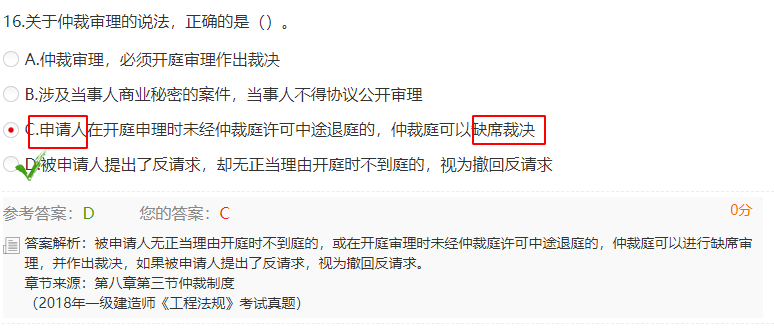 16.关于仲裁审理的说法，正确的是（）。
A.仲裁审理，必须开庭审理作出裁决
B.涉及当事人商业秘密的案件，当事人不得协议公开审理
C.申请人在开庭审理时未经仲裁庭许可中途退庭的，仲裁庭可以缺席裁决
D.被申请人提出了反请求，却无正当理由开庭时不到庭的，视为撤回反请求
参考答案：D 您的答案：C 0分
答案解析：被申请人无正当理由开庭时不到庭的，或在开庭审理时未经仲裁庭许可中途退庭的，仲裁庭可以进行缺席审
理，并作出裁决，如果被申请人提出了反请求，视为撤回反请求。
章节来源：第八章第三节仲裁制度
（2018年一级建造师《工程法规》考试真题）